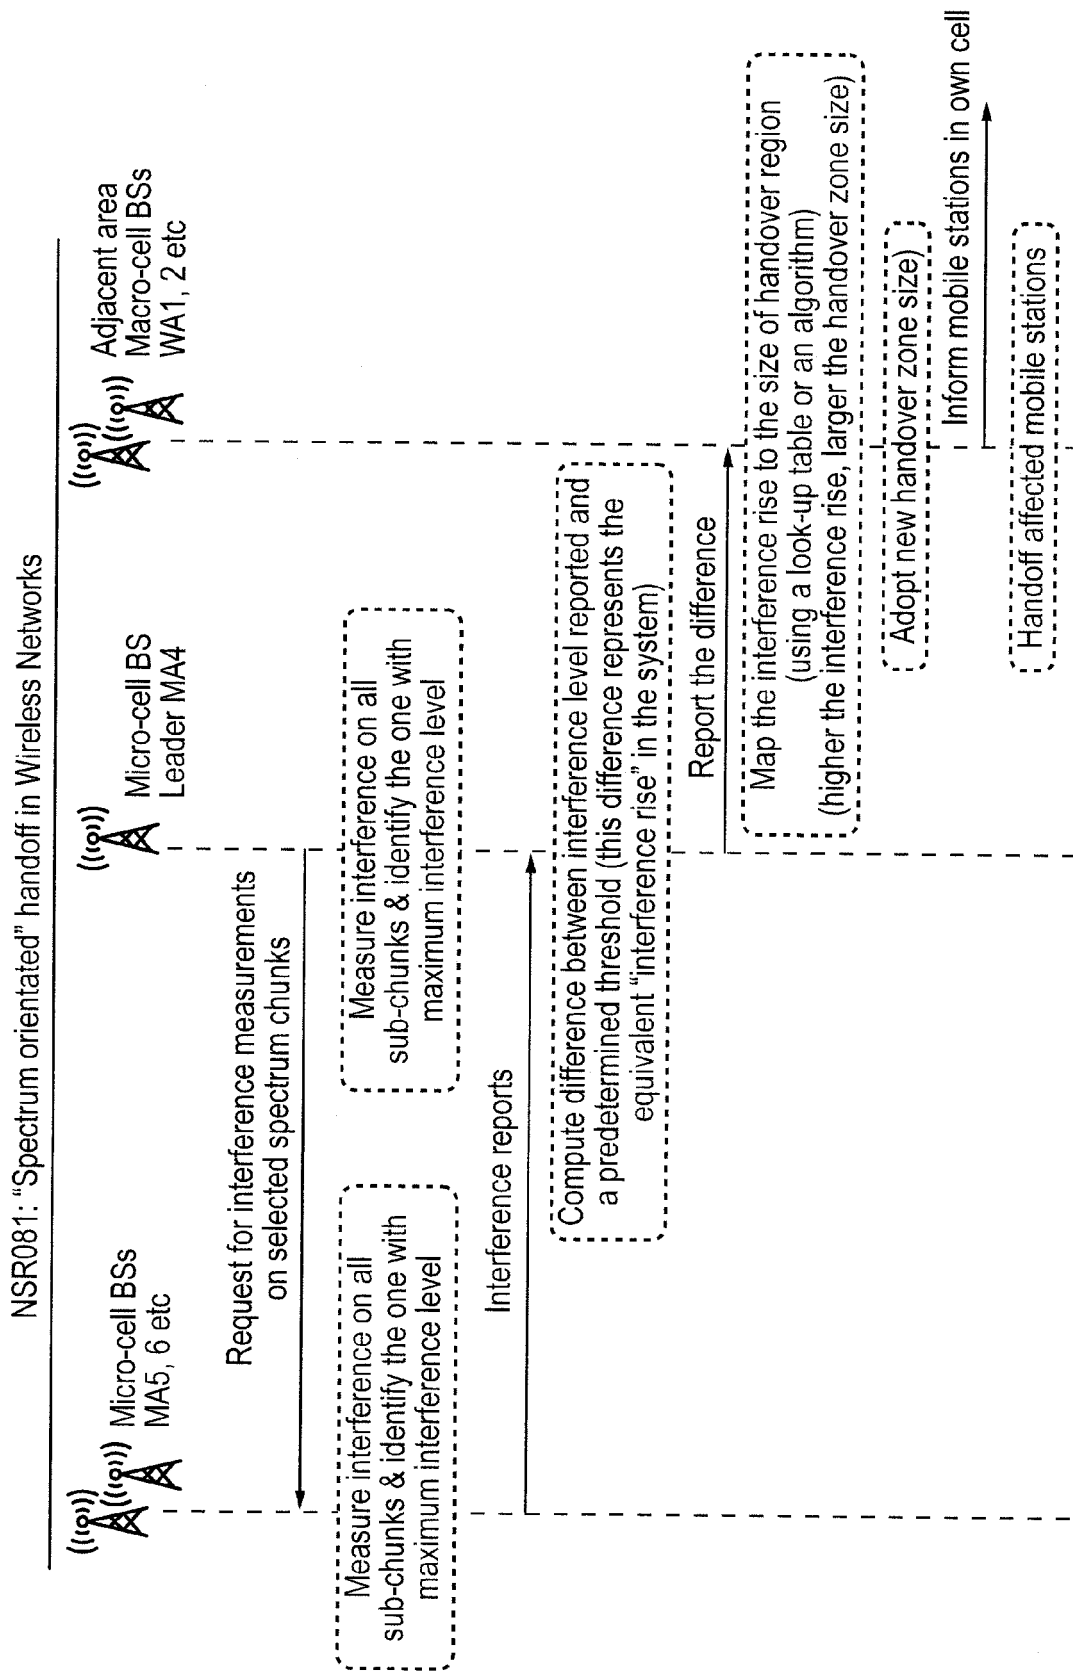 NSR081: "Spectrum orientated" handoff in Wireless Networks
Micro-cell BSs
MA5, 6 etc
Micro-cell BS
Leader MA4
Adjacent area
Macro-cell BSs
WA1, 2 etc
Request for interference measurements
on selected spectrum chunks
Measure interference on all
sub-chunks & identify the one with
maximum interference level
Measure interference on all
sub-chunks & identify the one with
maximum interference level
Interference reports
Compute difference between interference level reported and
a predetermined threshold (this difference represents the
equivalent "interference rise" in the system)
Report the difference
Map the interference rise to the size of handover region
(using a look-up table or an algorithm)
(higher the interference rise, larger the handover zone size)
Adopt new handover zone size)
Inform mobile stations in own cell
Handoff affected mobile stations